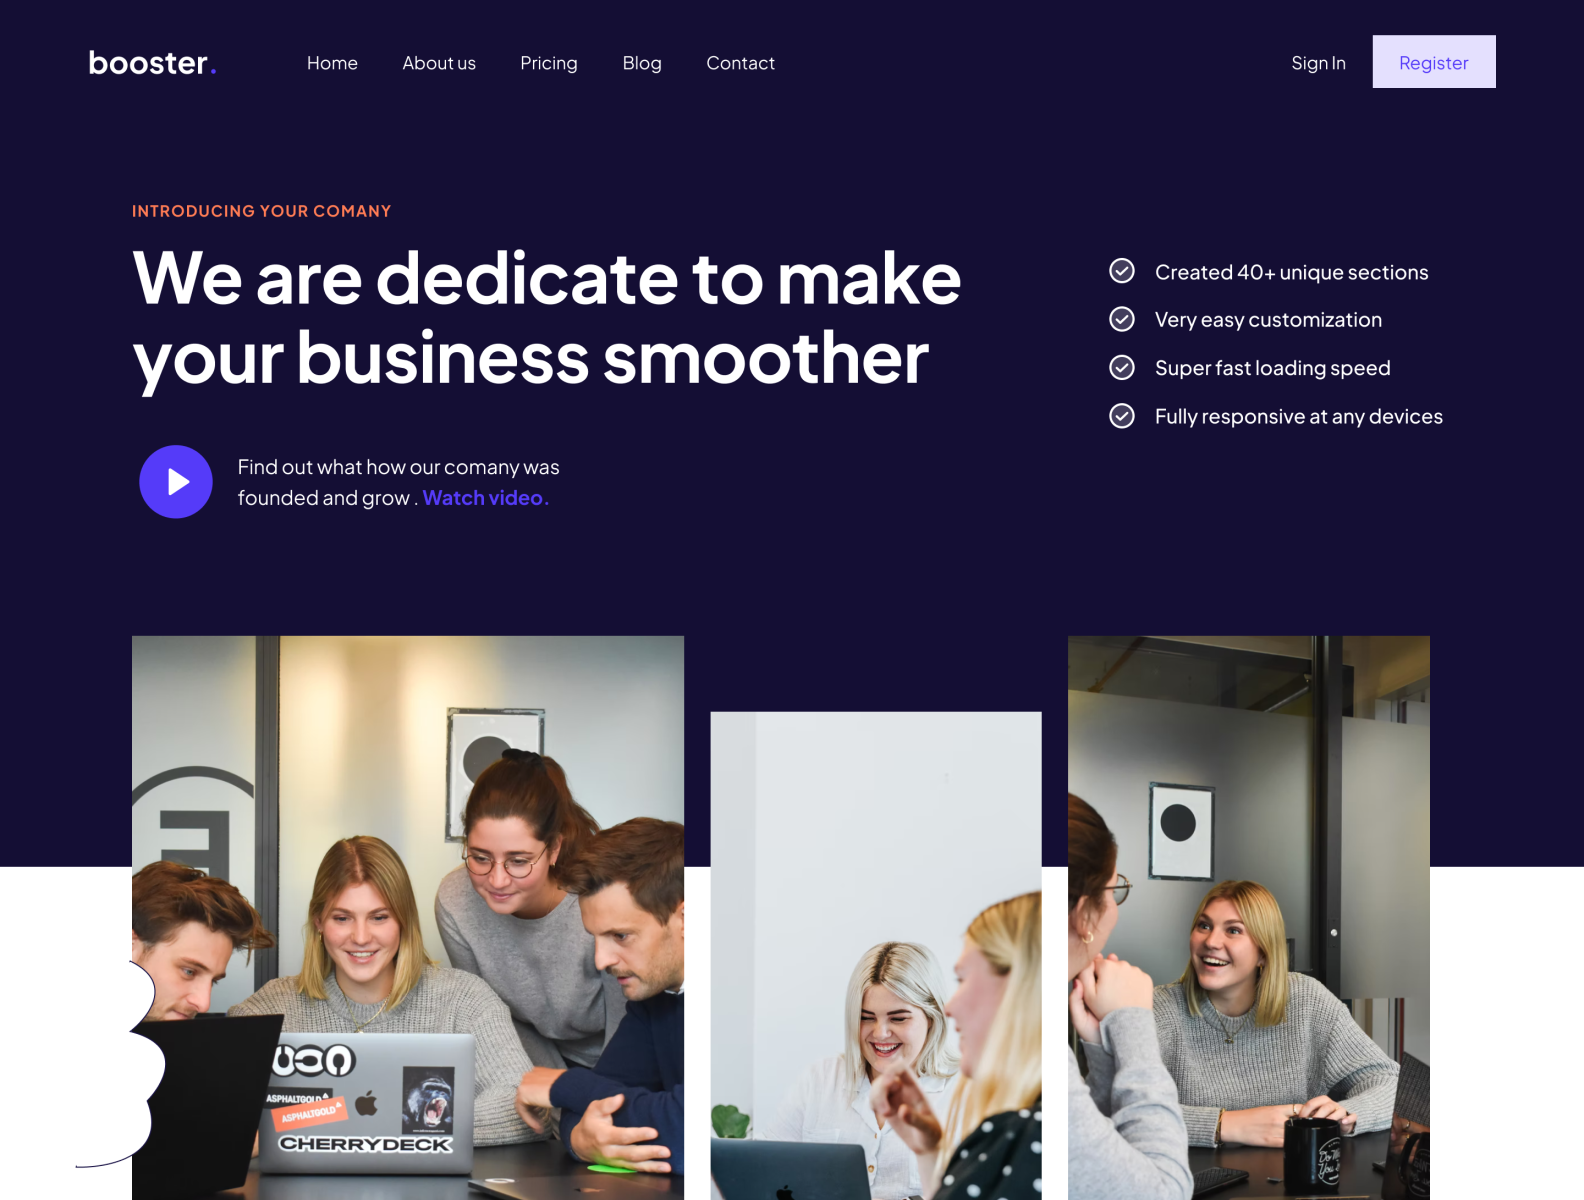 booster.
Home About us Pricing Blog Contact
Sign In Register
INTRODUCING YOUR COMANY
We are dedicate to make
your business smoother
Created 40+ unique sections
Very easy customization
Super fast loading speed
Fully responsive at any devices
Find out what how our comany was
founded and grow . Watch video.
ASPHALTGOLD
ASPHALTGOLD
CHERRYDECK